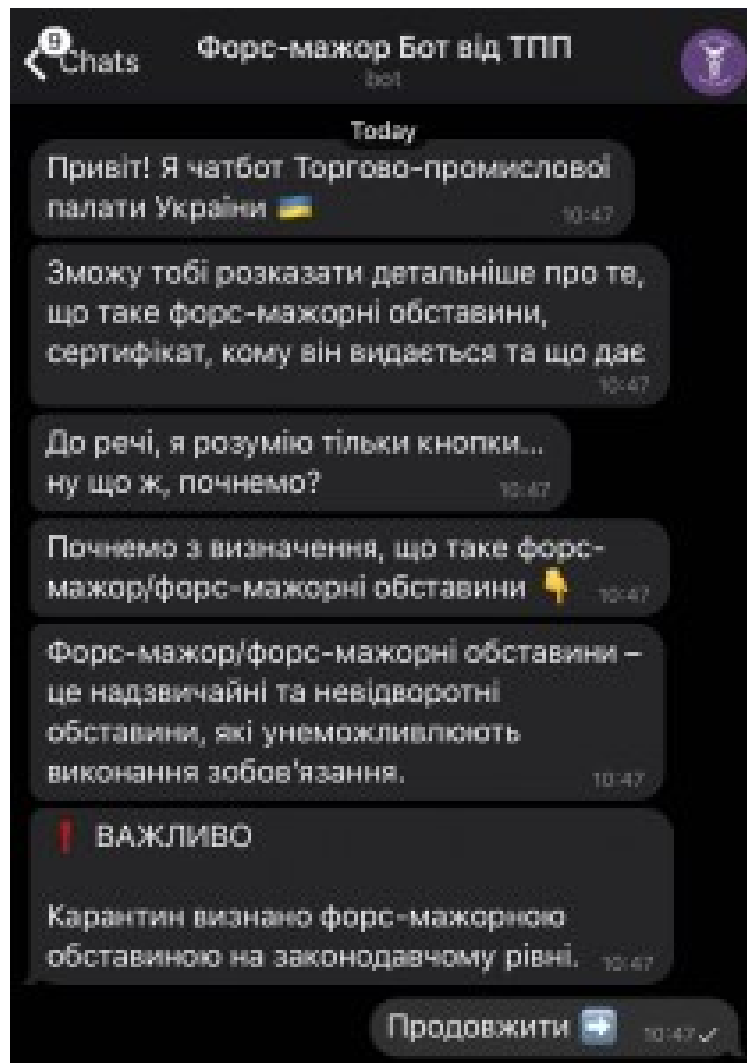 Chats
Форс-мажор Бот від ТПП
bot
Today
Привіт! Я чатбот Торгово-промислової
палати України 🇺🇦
10:47
Зможу тобі розказати детальніше про те,
що таке форс-мажорні обставини,
сертифікат, кому він видається та що дає
10:47
До речі, я розумію тільки кнопки...
ну що ж, почнемо?
10:47
Почнемо з визначення, що таке форс-
мажор/форс-мажорні обставини 👇
10:47
Форс-мажор/форс-мажорні обставини –
це надзвичайні та невідворотні
обставини, які унеможливлюють
виконання зобов'язання.
10:47
❗ ВАЖЛИВО
Карантин визнано форс-мажорною
обставиною на законодавчому рівні.
10:47
Продовжити ➡️
10:47